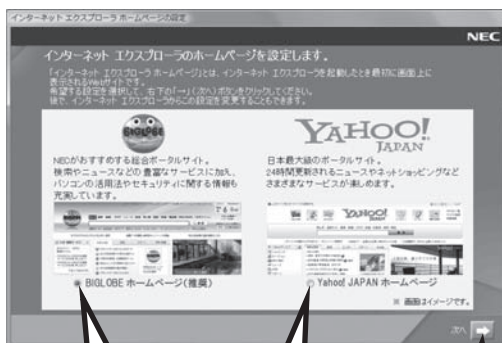 インターネット エクスプローラ ホームページの設定
NEC
インターネット エクスプローラのホームページを設定します。
「インターネット エクスプローラ ホームページ」とは、インターネット エクスプローラを起動したとき最初に画面上に
表示されるWebサイトです。
希望する設定を選択して、右下の「→」(次へ)ボタンをクリックしてください。
後で、インターネット エクスプローラからこの設定を変更することもできます。
BIGLOBE
NECがおすすめする総合ポータルサイト。
検索やニュースなどの豊富なサービスに加え、
パソコンの活用法やセキュリティに関する情報も
充実しています。
BIGLOBE ホームページ(推奨)
YAHOO!
JAPAN
日本最大級のポータルサイト。
24時間更新されるニュースやネットショッピングなど
さまざまなサービスが楽しめます。
YAHOO!
Yahoo! JAPAN ホームページ
※ 画面はイメージです。
次へ